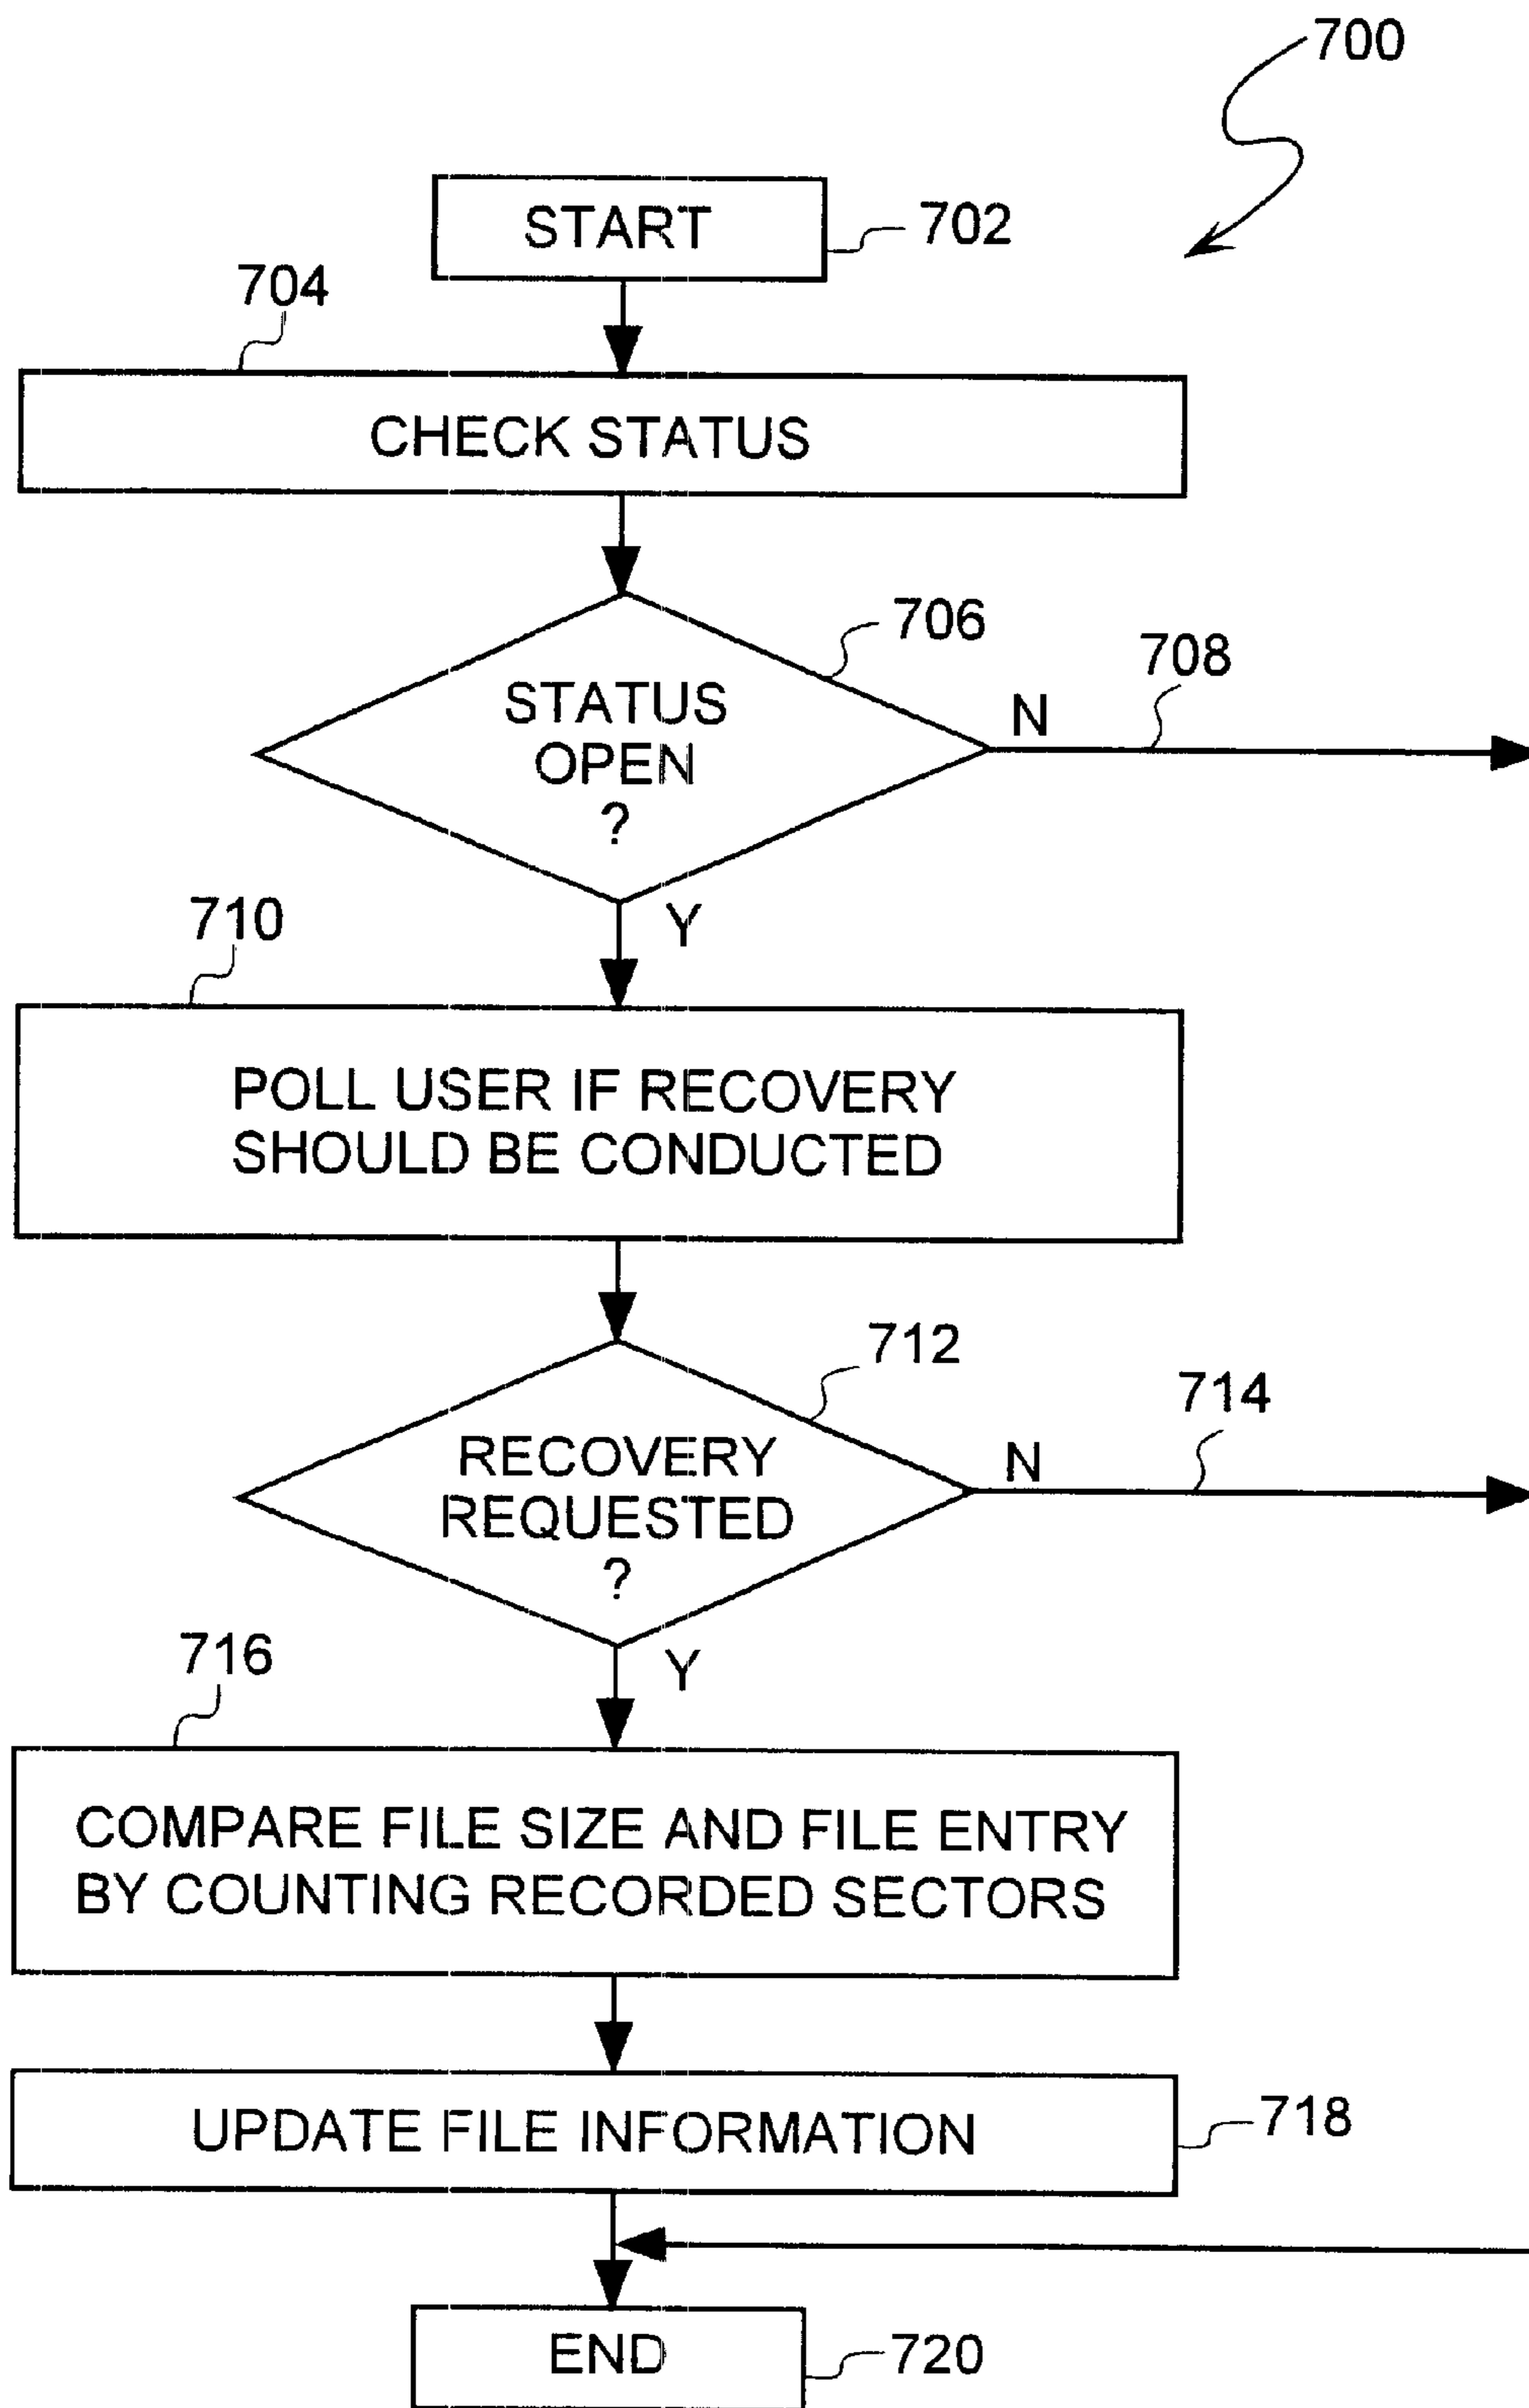 700
START
702
704
CHECK STATUS
706
708
STATUS
OPEN
?
N
Y
710
POLL USER IF RECOVERY
SHOULD BE CONDUCTED
712
714
RECOVERY
REQUESTED
?
N
Y
716
COMPARE FILE SIZE AND FILE ENTRY
BY COUNTING RECORDED SECTORS
UPDATE FILE INFORMATION
718
END
720